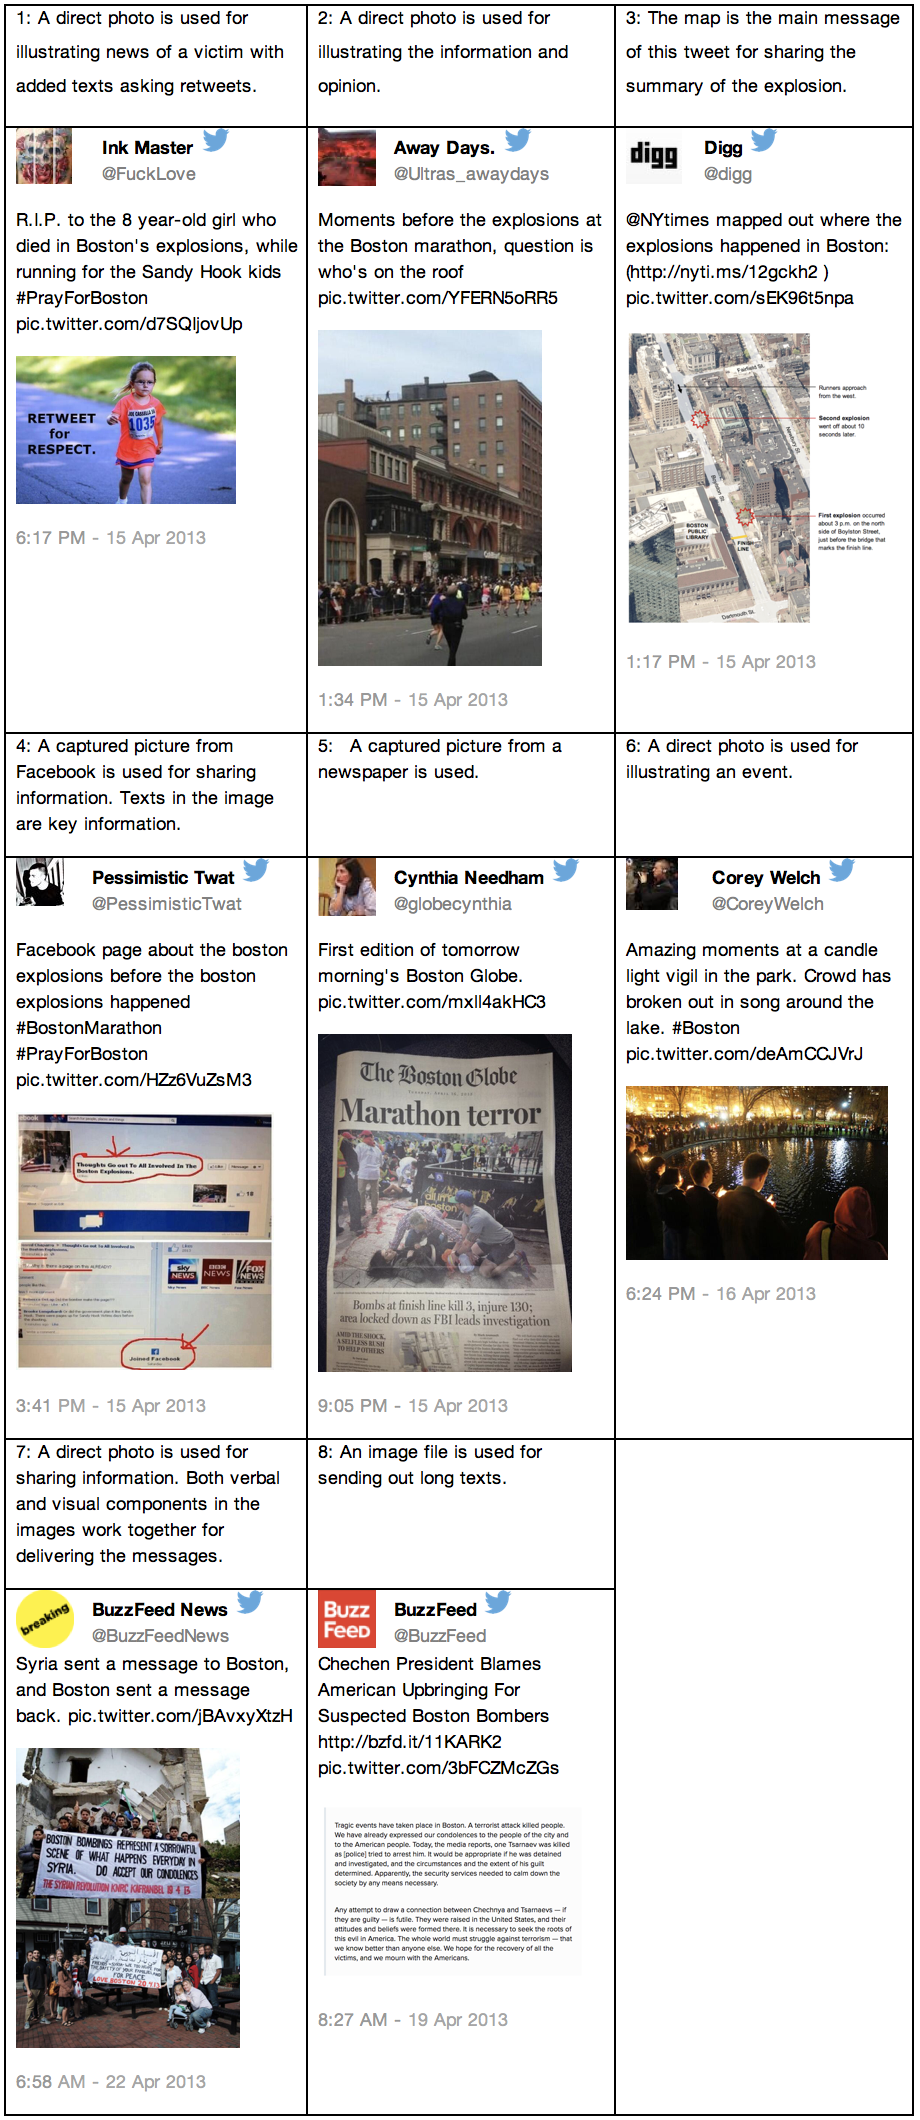 1: A direct photo is used for
illustrating news of a victim with
added texts asking retweets.
2: A direct photo is used for
illustrating the information and
opinion.
3: The map is the main message
of this tweet for sharing the
summary of the explosion.
Ink Master
@FuckLove
R.I.P. to the 8 year-old girl who
died in Boston's explosions, while
running for the Sandy Hook kids
#PrayForBoston
pic.twitter.com/d7SQljovUp
RETWEET
for
RESPECT.
1035
6:17 PM - 15 Apr 2013
Away Days.
@Ultras_awaydays
Moments before the explosions at
the Boston marathon, question is
who's on the roof
pic.twitter.com/YFERN5oRR5
1:34 PM - 15 Apr 2013
digg
Digg
@digg
@NYtimes mapped out where the
explosions happened in Boston:
(http://nyti.ms/12gckh2 )
pic.twitter.com/sEK96t5npa
Fairfield St.
Runners approach
from the west.
Second explosion
went off about 10
seconds later.
Newbury St.
Boylston St.
First explosion occurred
about 3 p.m. on the north
side of Boylston Street,
just before the bridge that
marks the finish line.
BOSTON
PUBLIC
LIBRARY
FINISH
LINE
Dartmouth St.
1:17 PM - 15 Apr 2013
4: A captured picture from
Facebook is used for sharing
information. Texts in the image
are key information.
5: A captured picture from a
newspaper is used.
6: A direct photo is used for
illustrating an event.
Pessimistic Twat
@PessimisticTwat
Facebook page about the boston
explosions before the boston
explosions happened
#BostonMarathon
#PrayForBoston
pic.twitter.com/HZz6VuZsM3
Thoughts Go out To All Involved In The
Boston Explosions.
sky NEWS
BBC NEWS
FOX NEWS
Joined Facebook
3:41 PM - 15 Apr 2013
Cynthia Needham
@globecynthia
First edition of tomorrow
morning's Boston Globe.
pic.twitter.com/mxll4akHC3
The Boston Globe
Marathon terror
Bombs at finish line kill 3, injure 130;
area locked down as FBI leads investigation
AMID THE SHOCK,
A SELFLESS RUSH
TO HELP OTHERS
9:05 PM - 15 Apr 2013
Corey Welch
@CoreyWelch
Amazing moments at a candle
light vigil in the park. Crowd has
broken out in song around the
lake. #Boston
pic.twitter.com/deAmCCJVrJ
6:24 PM - 16 Apr 2013
7: A direct photo is used for
sharing information. Both verbal
and visual components in the
images work together for
delivering the messages.
8: An image file is used for
sending out long texts.
breaking
BuzzFeed News
@BuzzFeedNews
Syria sent a message to Boston,
and Boston sent a message
back. pic.twitter.com/jBAvxyXtzH
BOSTON BOMBINGS REPRESENT A SORROWFUL
SCENE OF WHAT HAPPENS EVERYDAY IN
SYRIA. DO ACCEPT OUR CONDOLENCES
THE SYRIAN REVOLUTION KAFRANBEL 19 4 13
FOR PEACE
LOVE BOSTON
6:58 AM - 22 Apr 2013
BUZZ
FEED
BuzzFeed
@BuzzFeed
Chechen President Blames
American Upbringing For
Suspected Boston Bombers
http://bzfd.it/11KARK2
pic.twitter.com/3bFCZMcZGs
Tragic events have taken place in Boston. A terrorist attack killed people.
We have already expressed our condolences to the people of the city and
to the American people. Today, the media reports, one Tsarnaev was killed
as [police] tried to arrest him. It would be appropriate if he was detained
and investigated, and the circumstances and the extent of his guilt
determined. Apparently, the security services needed to calm down the
society by any means necessary.
Any attempt to draw a connection between Chechnya and Tsarnaevs — if
they are guilty — is futile. They were raised in the United States, and their
attitudes and beliefs were formed there. It is necessary to seek the roots of
this evil in America. The whole world must struggle against terrorism — that
we know better than anyone else. We hope for the recovery of all the
victims, and we mourn with the Americans.
8:27 AM - 19 Apr 2013